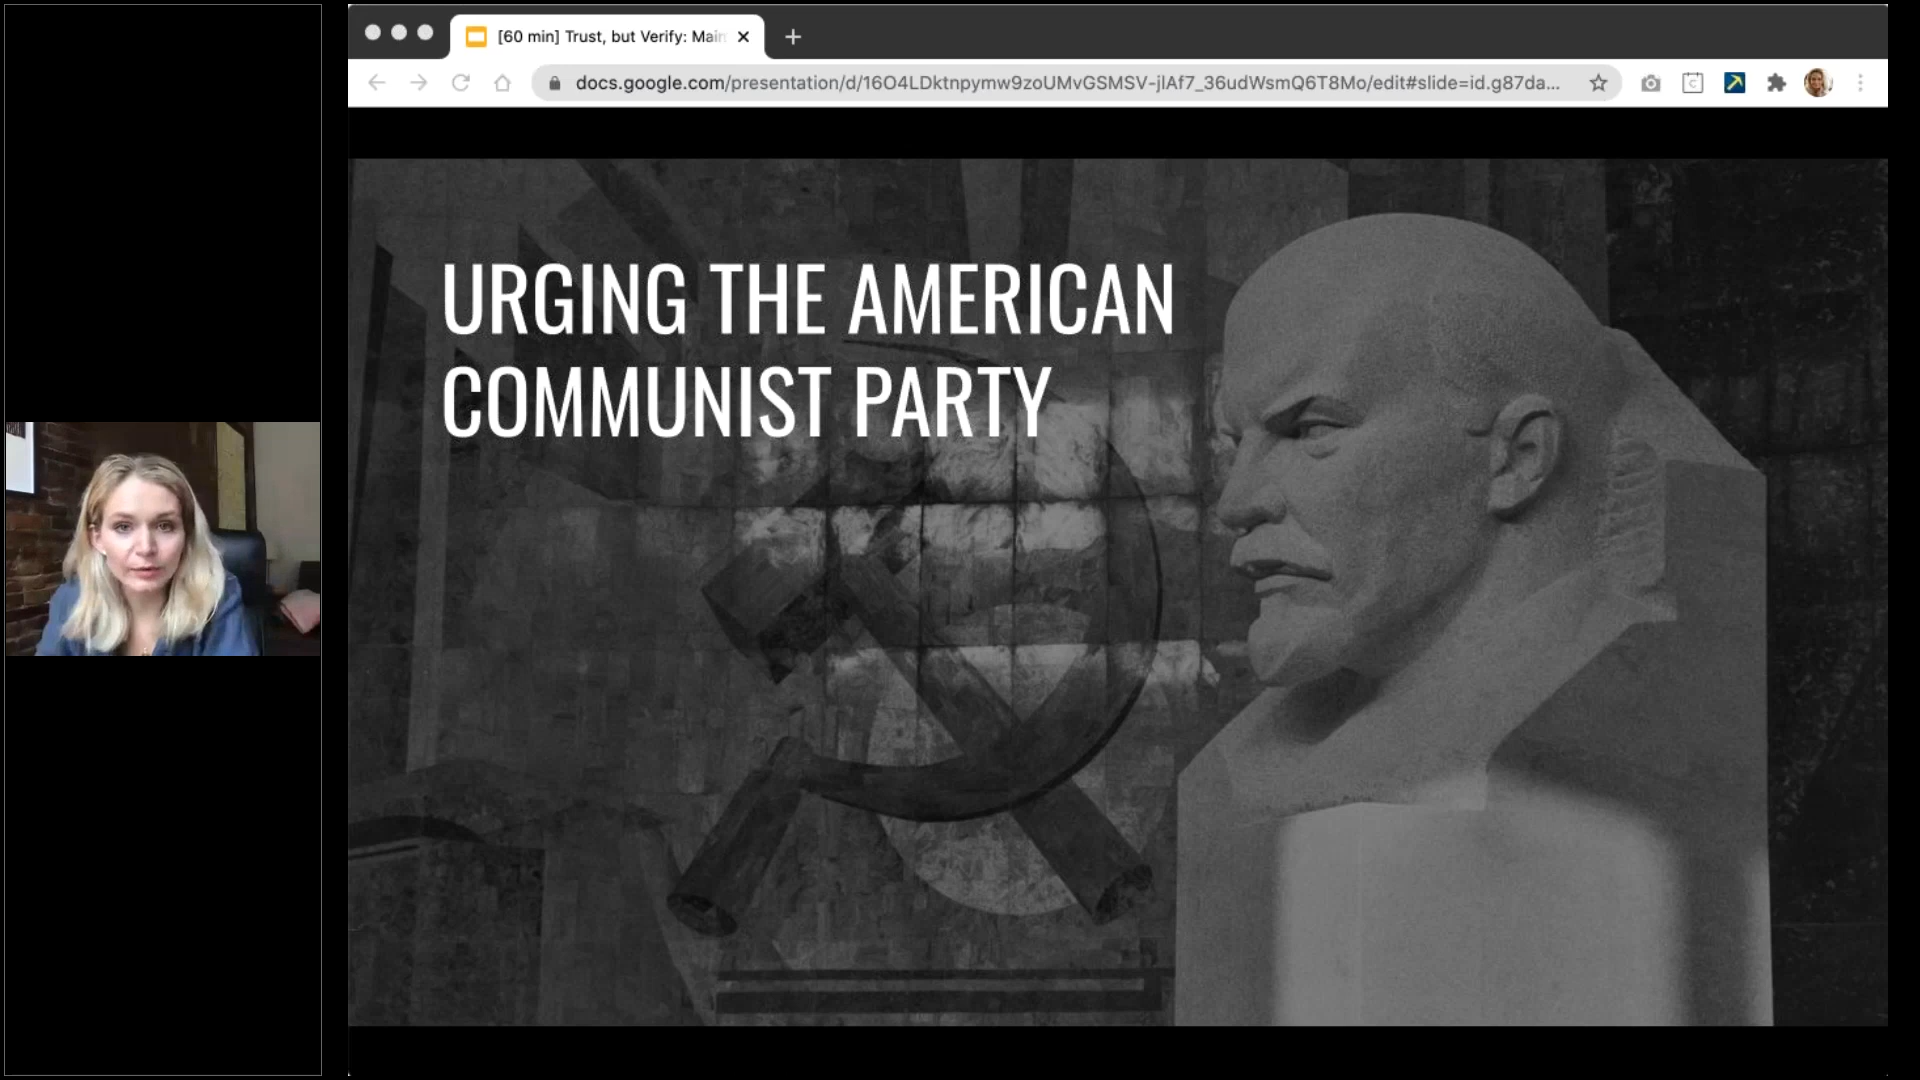 [60 min] Trust, but Verify: Main
docs.google.com/presentation/d/16O4LDktnpymw9zoUMvGSMSV-jlAf7_36udWsmQ6T8Mo/edit#slide=id.g87da...
URGING THE AMERICAN
COMMUNIST PARTY